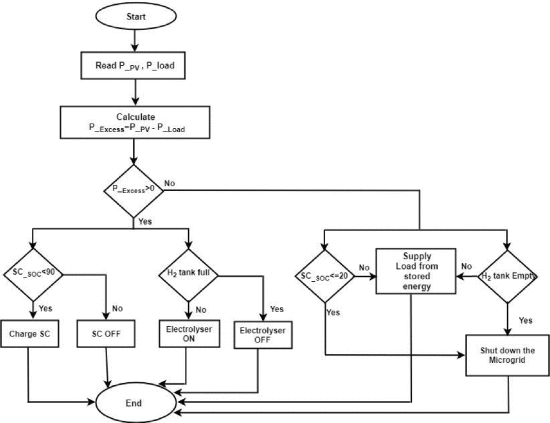 Start
Read P_PV , P_load
Calculate
P_Excess=P_PV - P_Load
P_Excess>0
No
Yes
SC_SOC<90
H2 tank full
SC_SOC<=20
No
Supply
Load from
stored
energy
No
H2 tank Empty
Yes
No
No
Yes
Yes
Yes
Charge SC
SC OFF
Electrolyser
ON
Electrolyser
OFF
Shut down the
Microgrid
End